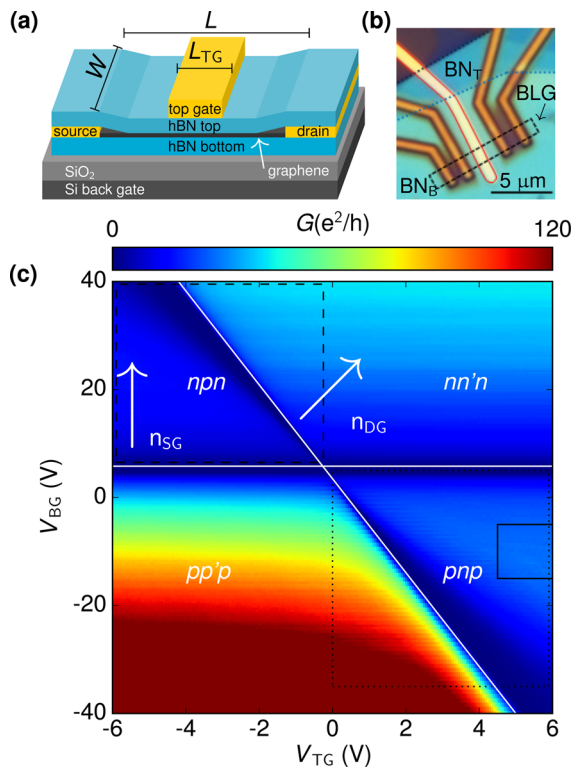 (a)
L
W
L_TG
top gate
hBN top
source
drain
hBN bottom
graphene
SiO₂
Si back gate
(b)
BN_T
BLG
BN_B
5 μm
0
G(e²/h)
120
(c)
40
20
0
-20
-40
V_BG (V)
npn
nn'n
n_SG
n_DG
pp'p
pnp
-6
-4
-2
0
2
4
6
V_TG (V)